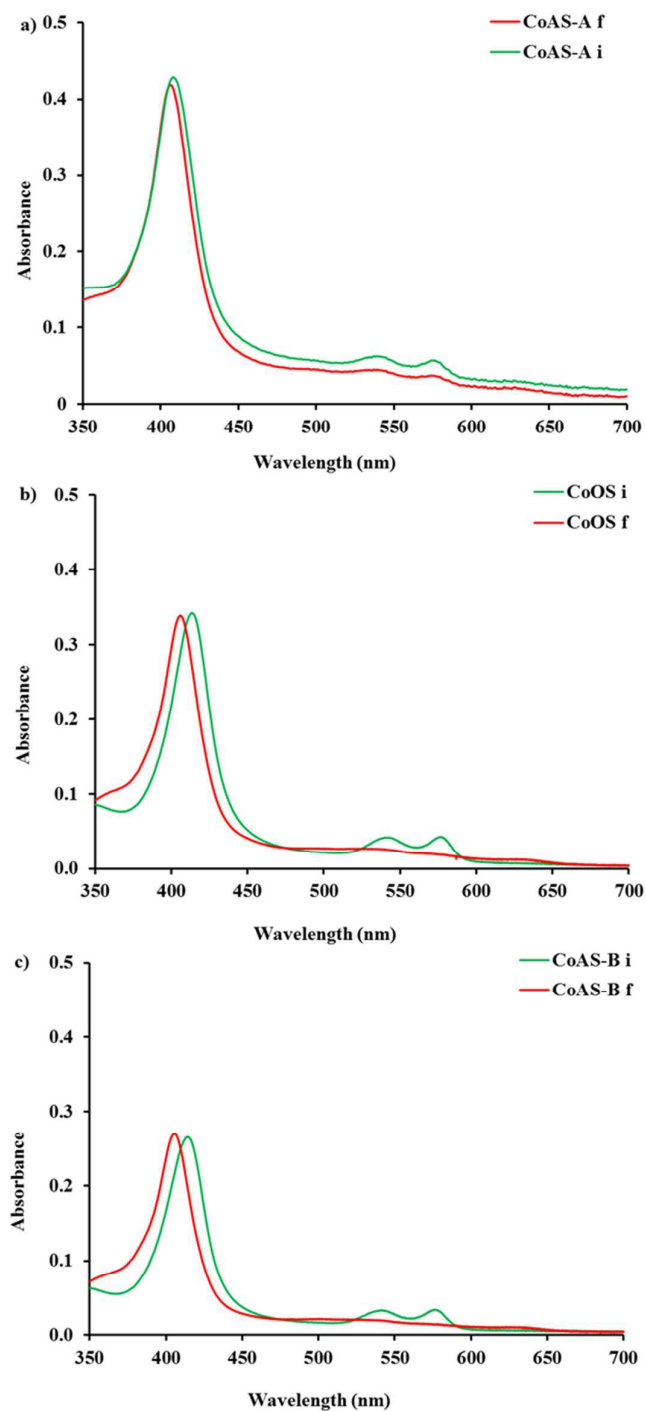 a)
CoAS-A f
CoAS-A i
0.5
0.4
0.3
0.2
0.1
0
Absorbance
350 400 450 500 550 600 650 700
Wavelength (nm)
b)
CoOS i
CoOS f
0.5
0.4
0.3
0.2
0.1
0.0
Absorbance
350 400 450 500 550 600 650 700
Wavelength (nm)
c)
CoAS-B i
CoAS-B f
0.5
0.4
0.3
0.2
0.1
0.0
Absorbance
350 400 450 500 550 600 650 700
Wavelength (nm)